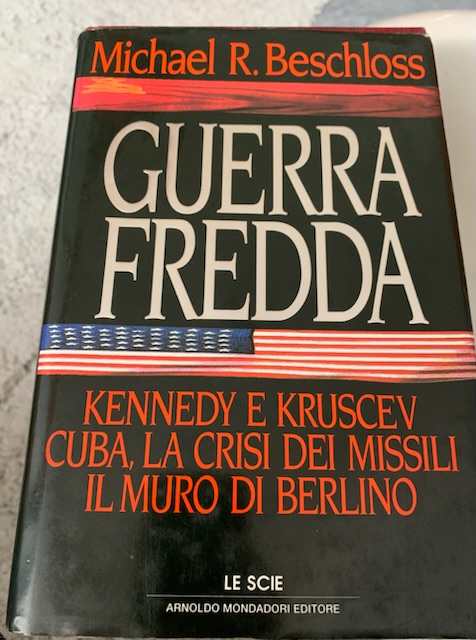 Michael R. Beschloss
GUERRA
FREDDA
KENNEDY E KRUSCEV
CUBA, LA CRISI DEI MISSILI
IL MURO DI BERLINO
LE SCIE
ARNOLDO MONDADORI EDITORE